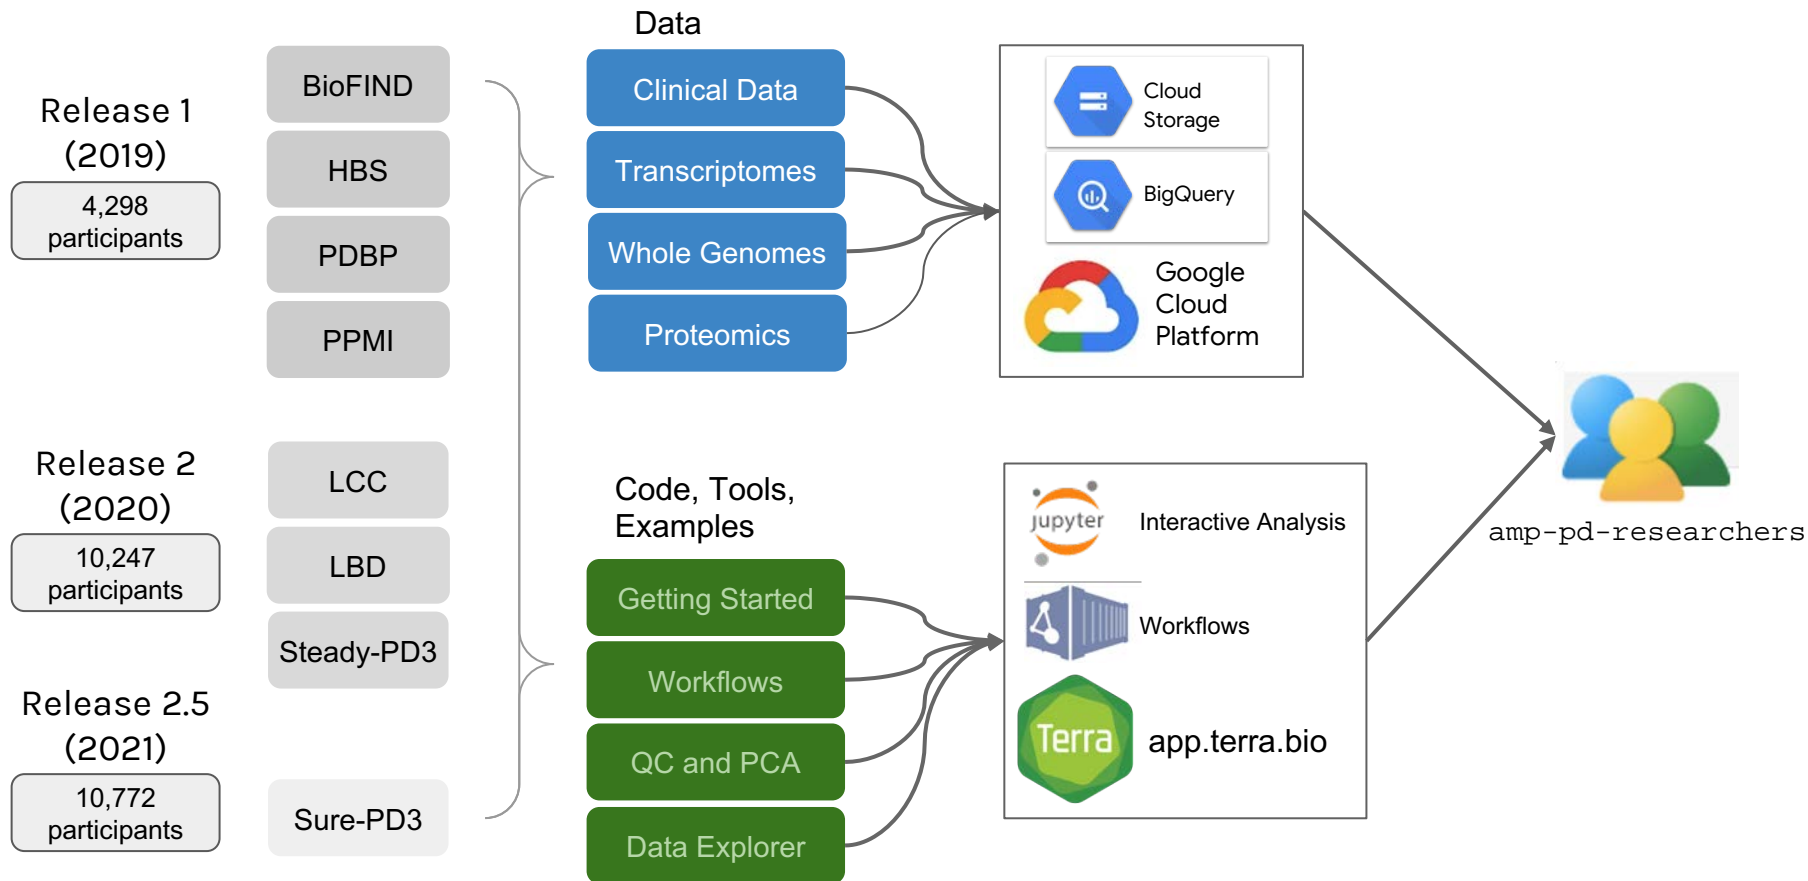 Release 1
(2019)
4,298
participants
BioFIND
HBS
PDBP
PPMI
Release 2
(2020)
10,247
participants
LCC
LBD
Steady-PD3
Release 2.5
(2021)
10,772
participants
Sure-PD3
Data
Clinical Data
Transcriptomes
Whole Genomes
Proteomics
Code, Tools,
Examples
Getting Started
Workflows
QC and PCA
Data Explorer
Cloud
Storage
BigQuery
Google
Cloud
Platform
jupyter
Interactive Analysis
Workflows
Terra
app.terra.bio
amp-pd-researchers